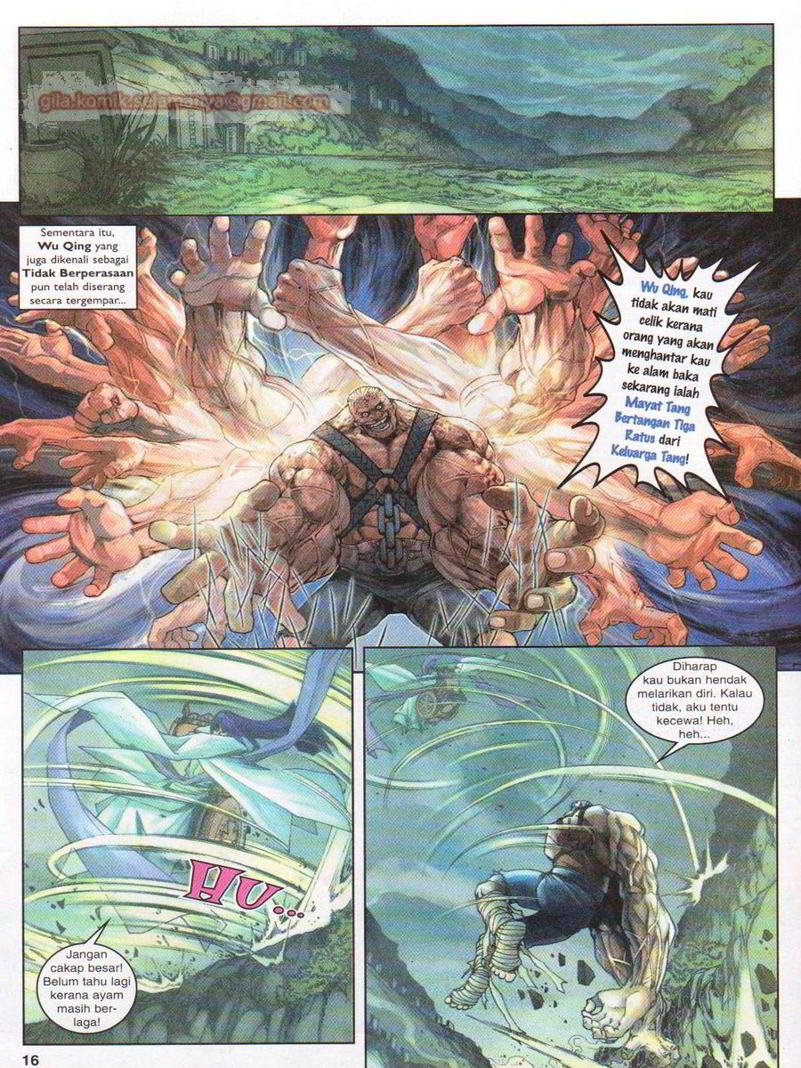 gila.komik.selamanya@gmail.com
Sementara itu,
Wu Qing yang
juga dikenali sebagai
Tidak Berperasaan
pun telah diserang
secara tergempar...
Wu Qing, kau
tidak akan mati
celik kerana
orang yang akan
menghantar kau
ke alam baka
sekarang ialah
Mayat Tang
Bertangan Tiga
Ratus dari
Keluarga Tang!
HU...
Jangan
cakap besar!
Belum tahu lagi
kerana ayam
masih ber-
laga!
Diharap
kau bukan hendak
melarikan diri. Kalau
tidak, aku tentu
kecewa! Heh,
heh...
16